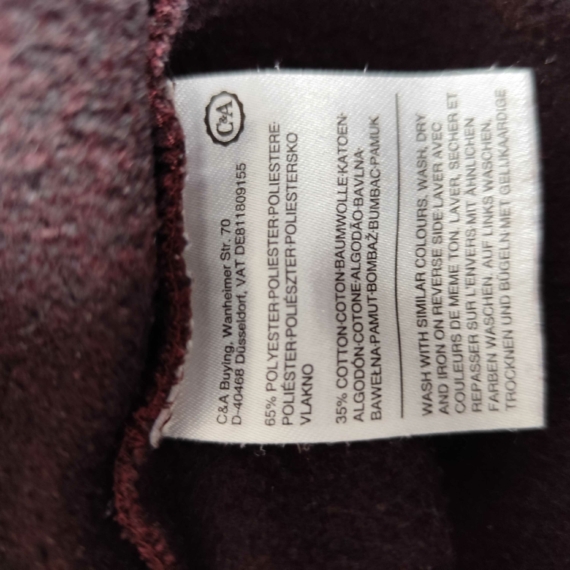 C&A
C&A Buying, Wanheimer Str. 70
D-40468 Düsseldorf, VAT DE811809155
65% POLYESTER·POLIESTER·POLIESTERE·
POLIÉSTER·POLIÉSZTER·POLIESTERSKO
VLAKNO
35% COTTON·COTON·BAUMWOLLE·KATOEN·
ALGODÓN·COTONE·ALGODÃO·BAVLNA·
BAWEŁNA·PAMUT·BOMBAŽ·BUMBAC·PAMUK
WASH WITH SIMILAR COLOURS, WASH, DRY
AND IRON ON REVERSE SIDE·LAVER AVEC
COULEURS DE MEME TON, LAVER, SECHER ET
REPASSER SUR L'ENVERS·MIT ÄHNLICHEN
FARBEN WASCHEN, AUF LINKS WASCHEN,
TROCKNEN UND BÜGELN·MET GELIJKAARDIGE